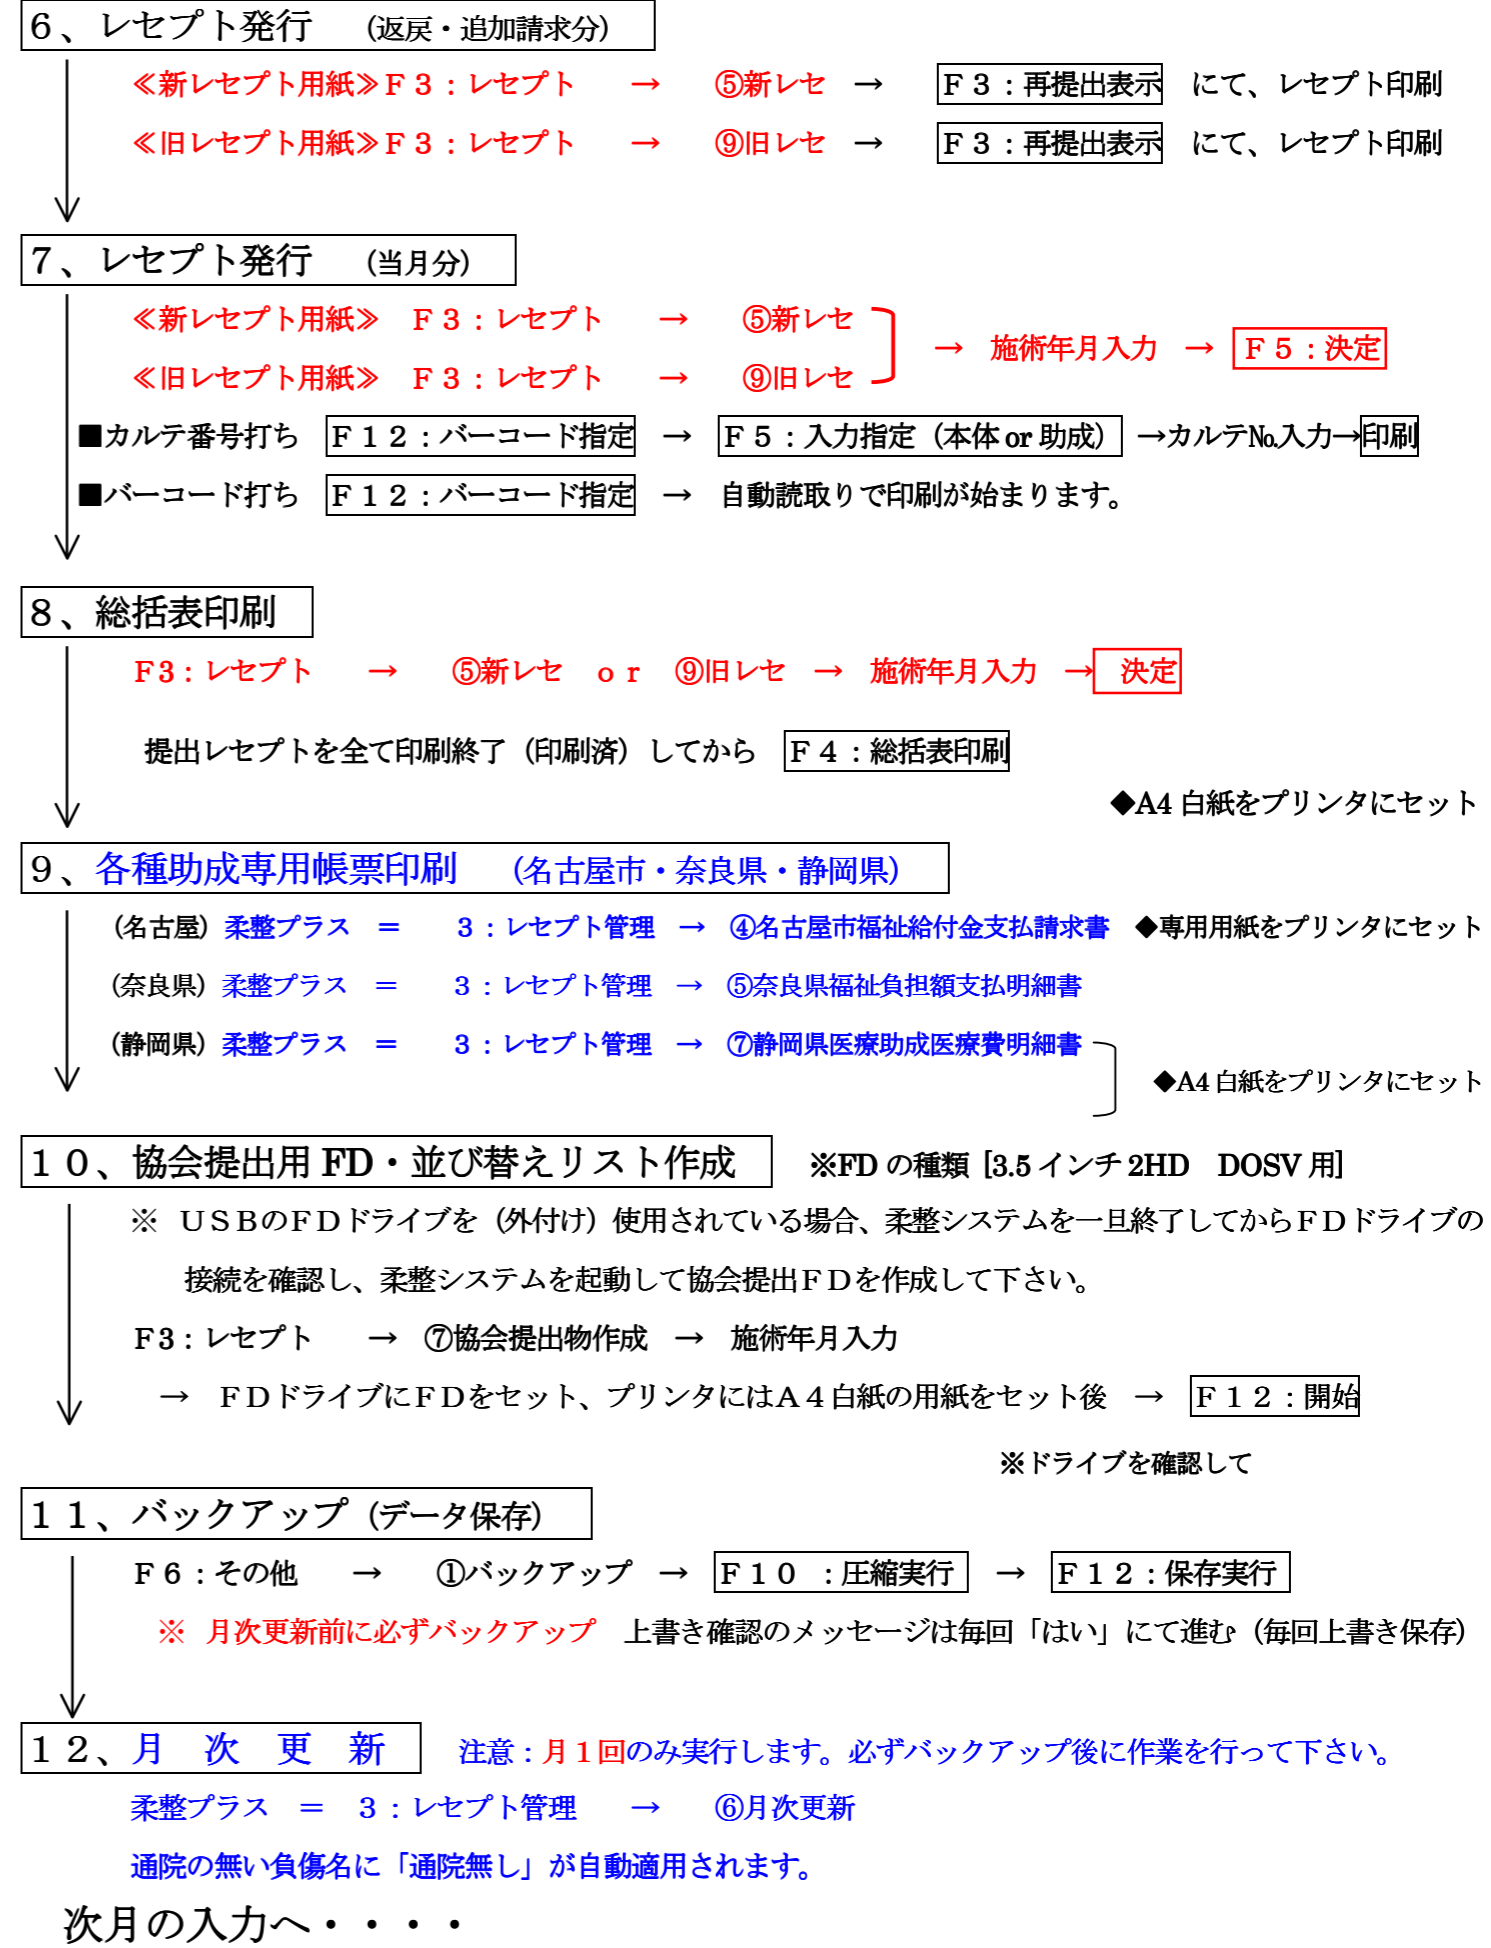 ６、レセプト発行　（返戻・追加請求分）
≪新レセプト用紙≫Ｆ３：レセプト　→　⑤新レセ　→　Ｆ３：再提出表示　にて、レセプト印刷
≪旧レセプト用紙≫Ｆ３：レセプト　→　⑨旧レセ　→　Ｆ３：再提出表示　にて、レセプト印刷
７、レセプト発行　（当月分）
≪新レセプト用紙≫　Ｆ３：レセプト　→　⑤新レセ
→　施術年月入力　→　Ｆ５：決定
≪旧レセプト用紙≫　Ｆ３：レセプト　→　⑨旧レセ
■カルテ番号打ち　Ｆ１２：バーコード指定　→　Ｆ５：入力指定（本体 or 助成）　→カルテ№入力→印刷
■バーコード打ち　Ｆ１２：バーコード指定　→　自動読取りで印刷が始まります。
８、総括表印刷
Ｆ3：レセプト　→　⑤新レセ　ｏｒ　⑨旧レセ　→　施術年月入力　→　決定
提出レセプトを全て印刷終了（印刷済）してから　Ｆ４：総括表印刷
◆A4 白紙をプリンタにセット
９、各種助成専用帳票印刷　（名古屋市・奈良県・静岡県）
（名古屋）柔整プラス　＝　３：レセプト管理　→　④名古屋市福祉給付金支払請求書　◆専用用紙をプリンタにセット
（奈良県）柔整プラス　＝　３：レセプト管理　→　⑤奈良県福祉負担額支払明細書
（静岡県）柔整プラス　＝　３：レセプト管理　→　⑦静岡県医療助成医療費明細書
◆A4 白紙をプリンタにセット
１０、協会提出用 FD・並び替えリスト作成　※FD の種類［3.5 インチ 2HD　DOSV 用］
※　ＵＳＢのＦＤドライブを（外付け）使用されている場合、柔整システムを一旦終了してからＦＤドライブの
接続を確認し、柔整システムを起動して協会提出ＦＤを作成して下さい。
Ｆ3：レセプト　→　⑦協会提出物作成　→　施術年月入力
→　ＦＤドライブにＦＤをセット、プリンタにはＡ４白紙の用紙をセット後　→　Ｆ１２：開始
※ドライブを確認して
１１、バックアップ（データ保存）
Ｆ６：その他　→　①バックアップ　→　Ｆ１０　：圧縮実行　→　Ｆ１２：保存実行
※　月次更新前に必ずバックアップ　上書き確認のメッセージは毎回「はい」にて進む（毎回上書き保存）
１２、月　次　更　新　注意：月１回のみ実行します。必ずバックアップ後に作業を行って下さい。
柔整プラス　＝　３：レセプト管理　→　⑥月次更新
通院の無い負傷名に「通院無し」が自動適用されます。
次月の入力へ・・・・